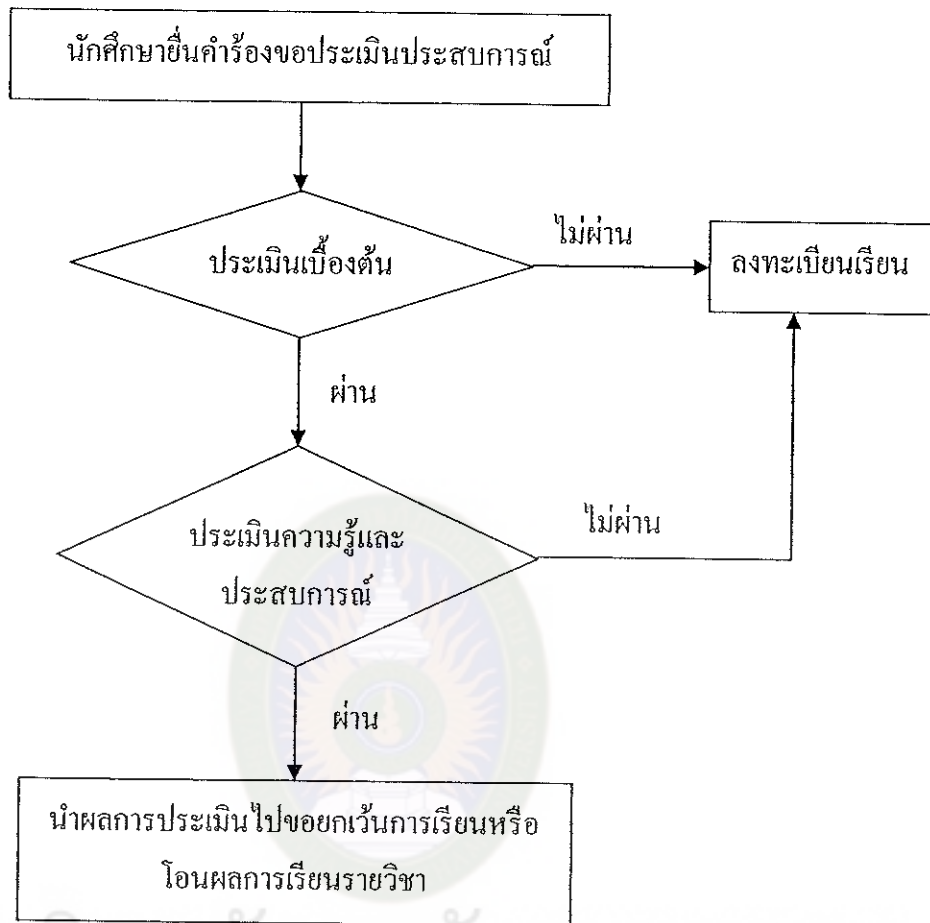 นักศึกษายื่นคำร้องขอประเมินประสบการณ์
ประเมินเบื้องต้น
ไม่ผ่าน
ลงทะเบียนเรียน
ผ่าน
ประเมินความรู้และ
ประสบการณ์
ไม่ผ่าน
ผ่าน
นำผลการประเมินไปขอยกเว้นการเรียนหรือ
โอนผลการเรียนรายวิชา